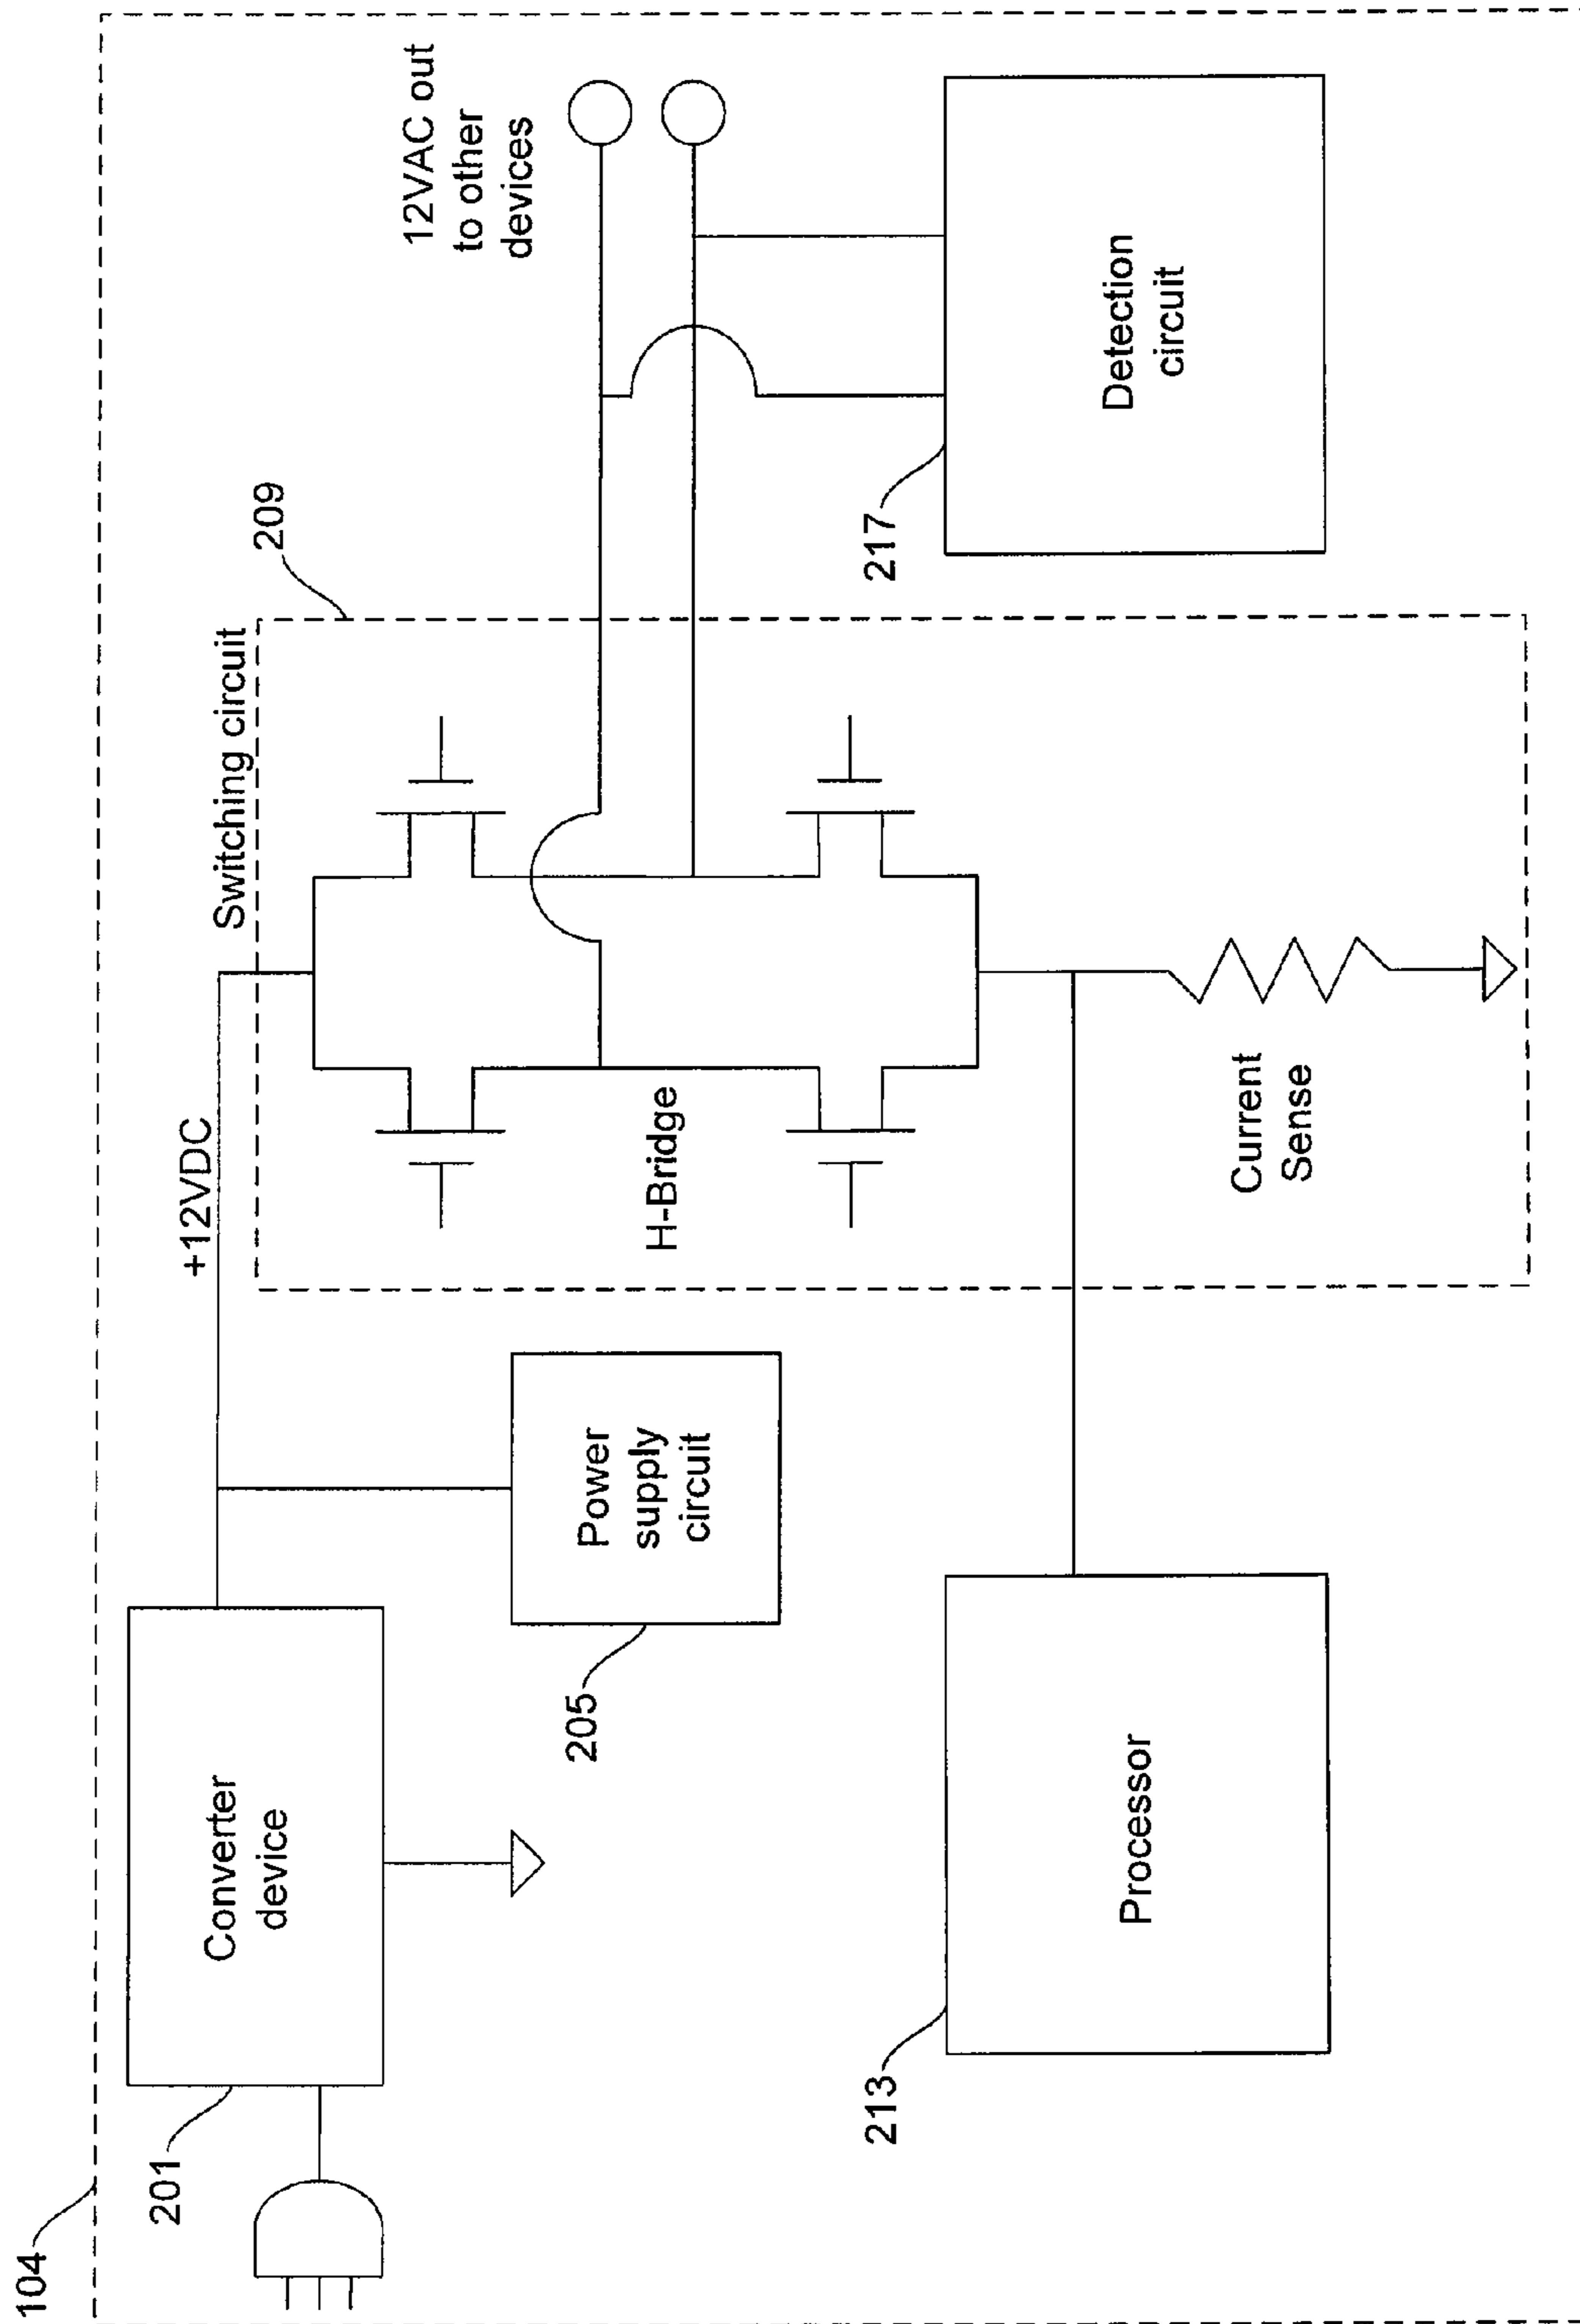 104
201
Converter
device
+12VDC
Switching circuit
209
12VAC out
to other
devices
205
Power
supply
circuit
H-Bridge
217
Detection
circuit
213
Processor
Current
Sense